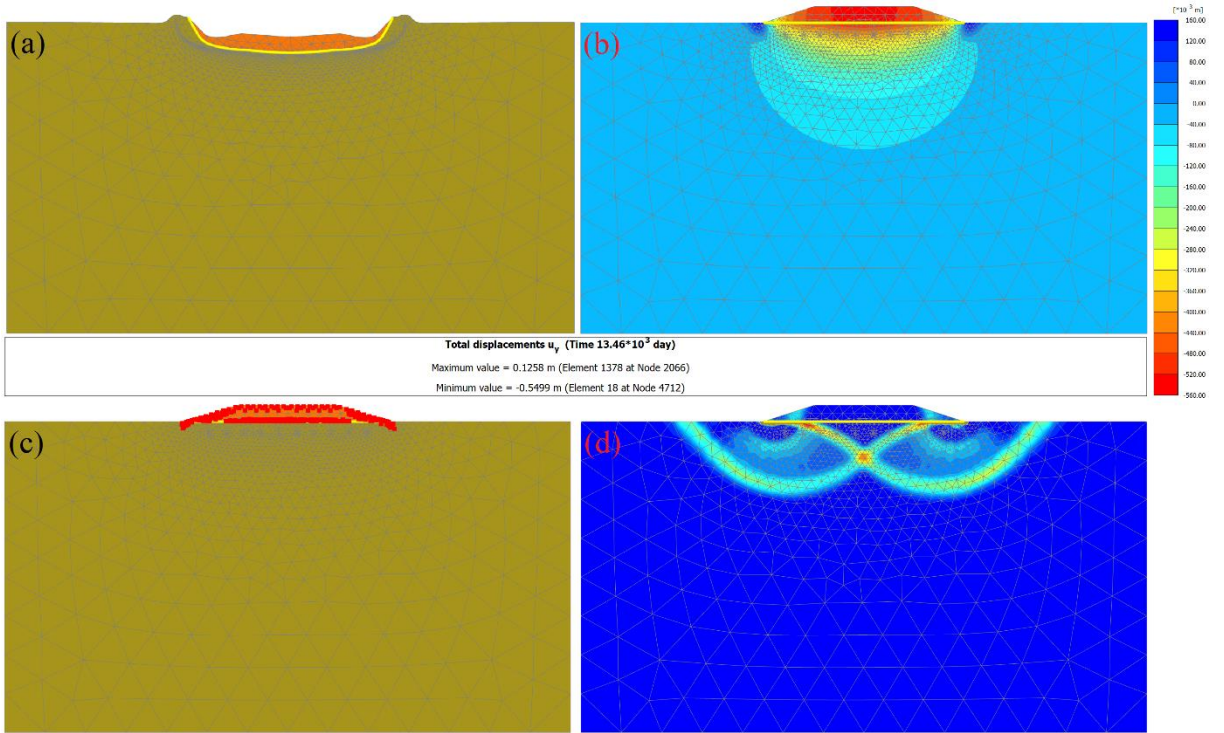 (a)
(b)
[*10³ m]
160.00
120.00
80.00
40.00
0.00
-40.00
-80.00
-120.00
-160.00
-200.00
-240.00
-280.00
-320.00
-360.00
-400.00
-440.00
-480.00
-520.00
-560.00
Total displacements uy (Time 13.46*10³ day)
Maximum value = 0.1258 m (Element 1378 at Node 2066)
Minimum value = -0.5499 m (Element 18 at Node 4712)
(c)
(d)